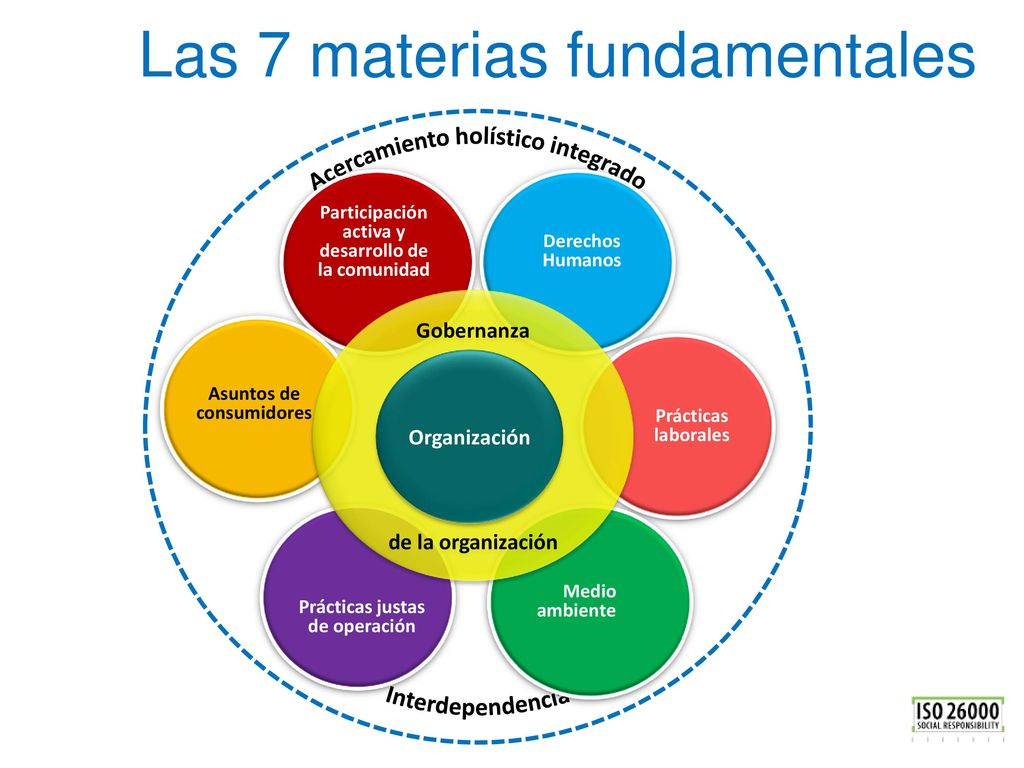 Las 7 materias fundamentales
Acercamiento holístico integrado
Participación
activa y
desarrollo de
la comunidad
Derechos
Humanos
Gobernanza
Asuntos de
consumidores
Organización
Prácticas
laborales
de la organización
Prácticas justas
de operación
Medio
ambiente
Interdependencia
ISO 26000
SOCIAL RESPONSIBILITY